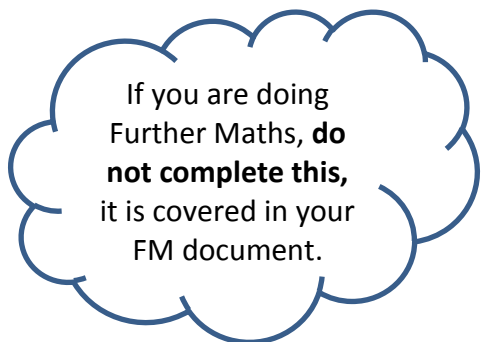 If you are doing
Further Maths, do
not complete this,
it is covered in your
FM document.